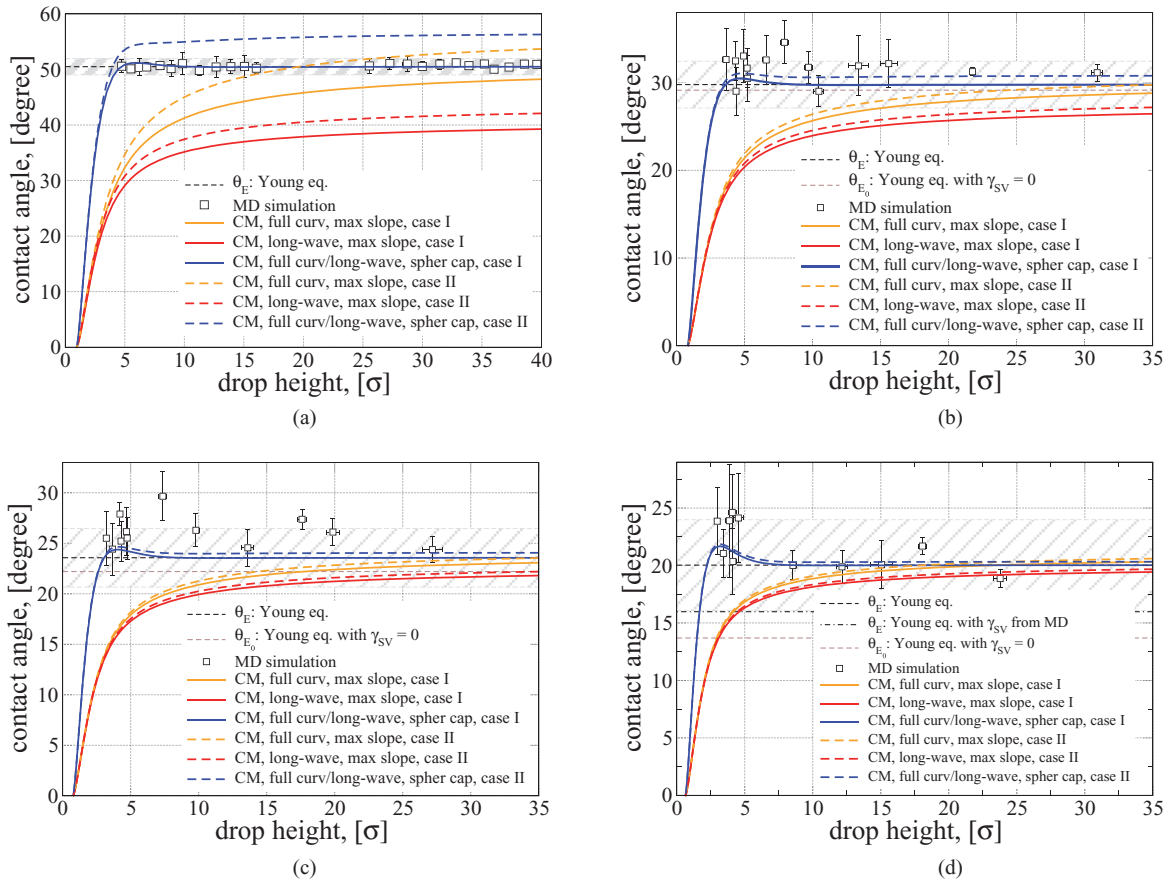 60
50
40
30
20
10
0
contact angle, [degree]
θE: Young eq.
MD simulation
CM, full curv, max slope, case I
CM, long-wave, max slope, case I
CM, full curv/long-wave, spher cap, case I
CM, full curv, max slope, case II
CM, long-wave, max slope, case II
CM, full curv/long-wave, spher cap, case II
0 5 10 15 20 25 30 35 40
drop height, [σ]
(a)
40
30
20
10
0
contact angle, [degree]
θE: Young eq.
θE0: Young eq. with γSV = 0
MD simulation
CM, full curv, max slope, case I
CM, long-wave, max slope, case I
CM, full curv/long-wave, spher cap, case I
CM, full curv, max slope, case II
CM, long-wave, max slope, case II
CM, full curv/long-wave, spher cap, case II
0 5 10 15 20 25 30 35
drop height, [σ]
(b)
30
25
20
15
10
5
0
contact angle, [degree]
θE: Young eq.
θE0: Young eq. with γSV = 0
MD simulation
CM, full curv, max slope, case I
CM, long-wave, max slope, case I
CM, full curv/long-wave, spher cap, case I
CM, full curv, max slope, case II
CM, long-wave, max slope, case II
CM, full curv/long-wave, spher cap, case II
0 5 10 15 20 25 30 35
drop height, [σ]
(c)
25
20
15
10
5
0
contact angle, [degree]
θE: Young eq.
θE: Young eq. with γSV from MD
θE0: Young eq. with γSV = 0
MD simulation
CM, full curv, max slope, case I
CM, long-wave, max slope, case I
CM, full curv/long-wave, spher cap, case I
CM, full curv, max slope, case II
CM, long-wave, max slope, case II
CM, full curv/long-wave, spher cap, case II
0 5 10 15 20 25 30 35
drop height, [σ]
(d)